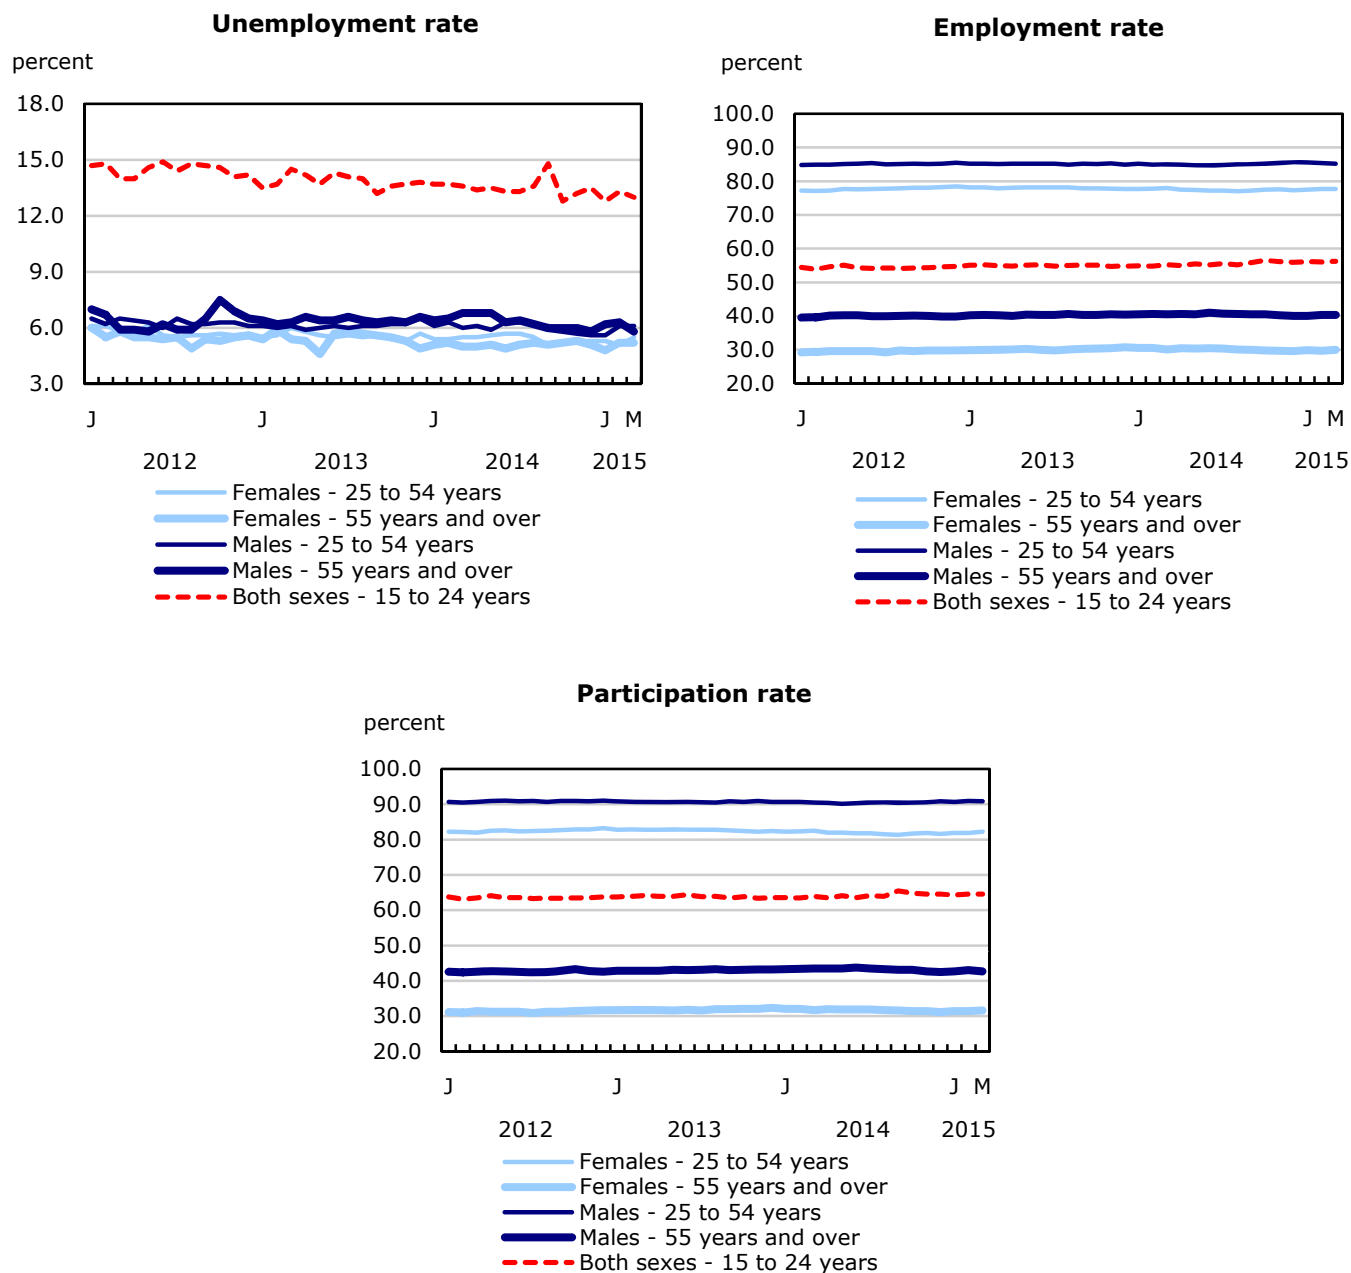 Unemployment rate
percent
18.0
15.0
12.0
9.0
6.0
3.0
J J J J M
2012 2013 2014 2015
Females - 25 to 54 years
Females - 55 years and over
Males - 25 to 54 years
Males - 55 years and over
Both sexes - 15 to 24 years
Employment rate
percent
100.0
90.0
80.0
70.0
60.0
50.0
40.0
30.0
20.0
J J J J M
2012 2013 2014 2015
Females - 25 to 54 years
Females - 55 years and over
Males - 25 to 54 years
Males - 55 years and over
Both sexes - 15 to 24 years
Participation rate
percent
100.0
90.0
80.0
70.0
60.0
50.0
40.0
30.0
20.0
J J J J M
2012 2013 2014 2015
Females - 25 to 54 years
Females - 55 years and over
Males - 25 to 54 years
Males - 55 years and over
Both sexes - 15 to 24 years